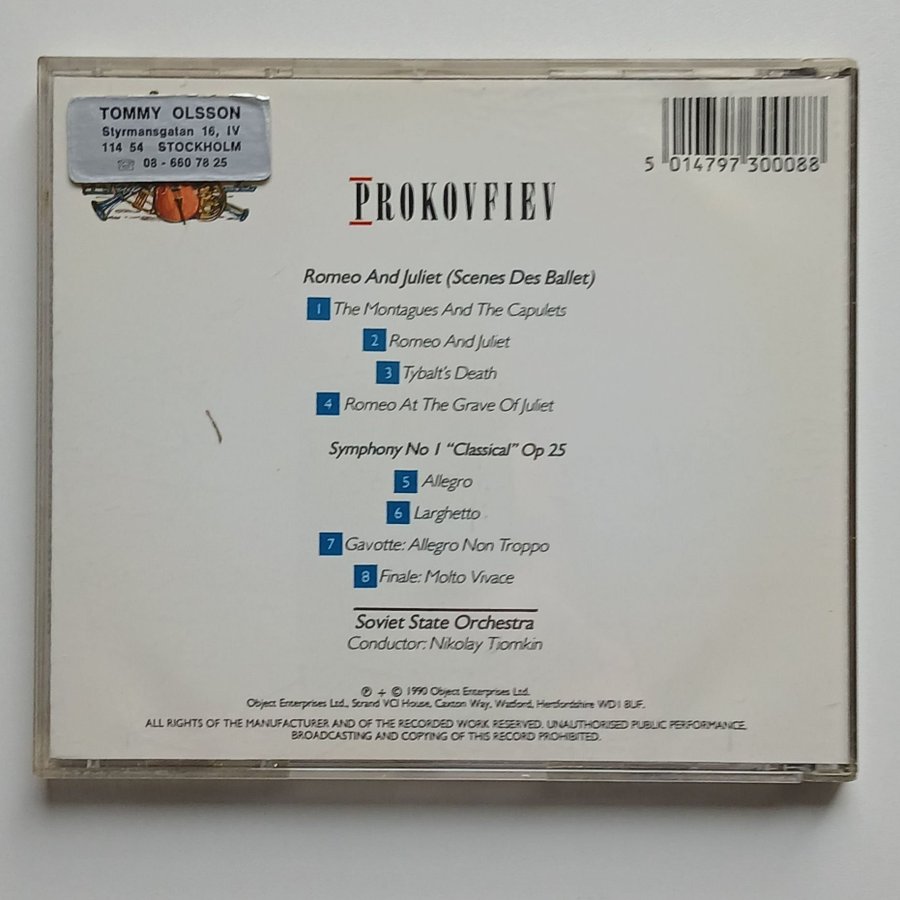 TOMMY OLSSON
Styrmansgatan 16, IV
114 54 STOCKHOLM
☎ 08 - 660 78 25
5 014797 300088
PROKOVFIEV
Romeo And Juliet (Scenes Des Ballet)
1 The Montagues And The Capulets
2 Romeo And Juliet
3 Tybalt's Death
4 Romeo At The Grave Of Juliet
Symphony No 1 "Classical" Op 25
5 Allegro
6 Larghetto
7 Gavotte: Allegro Non Troppo
8 Finale: Molto Vivace
Soviet State Orchestra
Conductor: Nikolay Tiomkin
℗ + © 1990 Object Enterprises Ltd.
Object Enterprises Ltd., Strand VCI House, Caxton Way, Watford, Hertfordshire WD1 8UF.
ALL RIGHTS OF THE MANUFACTURER AND OF THE RECORDED WORK RESERVED. UNAUTHORISED PUBLIC PERFORMANCE,
BROADCASTING AND COPYING OF THIS RECORD PROHIBITED.